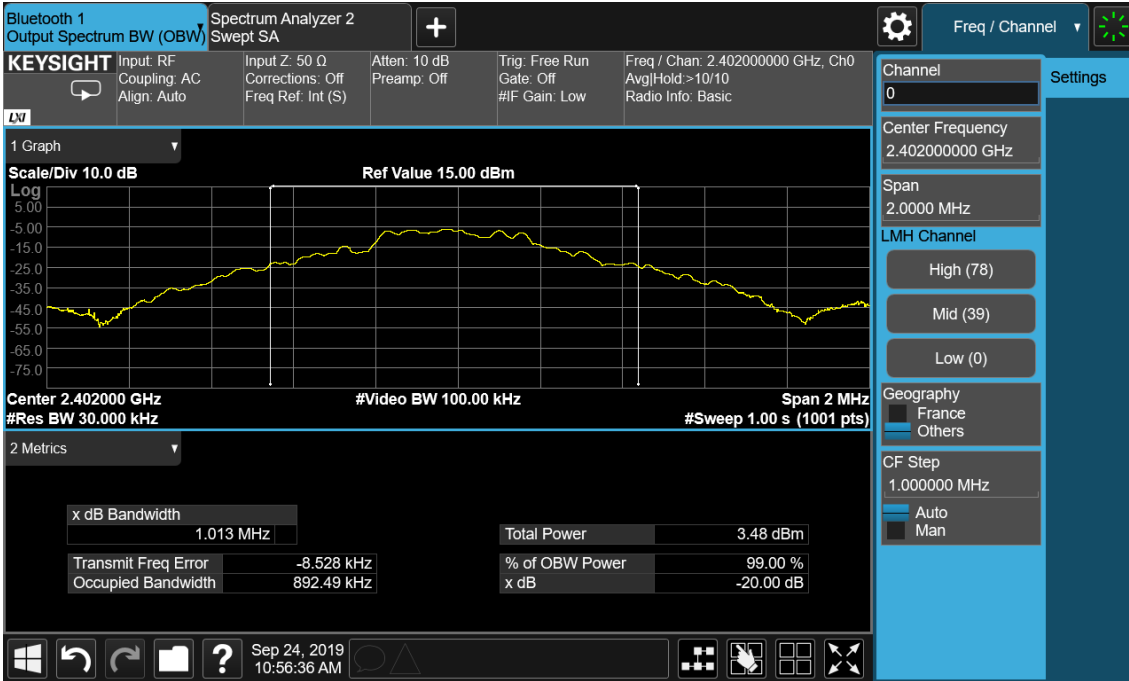 Bluetooth 1
Output Spectrum BW (OBW)
Spectrum Analyzer 2
Swept SA
Freq / Channel
KEYSIGHT
LXI
Input: RF
Coupling: AC
Align: Auto
Input Z: 50 Ω
Corrections: Off
Freq Ref: Int (S)
Atten: 10 dB
Preamp: Off
Trig: Free Run
Gate: Off
#IF Gain: Low
Freq / Chan: 2.402000000 GHz, Ch0
Avg|Hold:>10/10
Radio Info: Basic
1 Graph
Scale/Div 10.0 dB
Ref Value 15.00 dBm
Log
5.00
-5.00
-15.0
-25.0
-35.0
-45.0
-55.0
-65.0
-75.0
Center 2.402000 GHz
#Video BW 100.00 kHz
Span 2 MHz
#Res BW 30.000 kHz
#Sweep 1.00 s (1001 pts)
2 Metrics
x dB Bandwidth
1.013 MHz
Total Power 3.48 dBm
Transmit Freq Error -8.528 kHz
% of OBW Power 99.00 %
Occupied Bandwidth 892.49 kHz
x dB -20.00 dB
Sep 24, 2019
10:56:36 AM
?
Channel
0
Center Frequency
2.402000000 GHz
Span
2.0000 MHz
LMH Channel
High (78)
Mid (39)
Low (0)
Geography
France
Others
CF Step
1.000000 MHz
Auto
Man
Settings